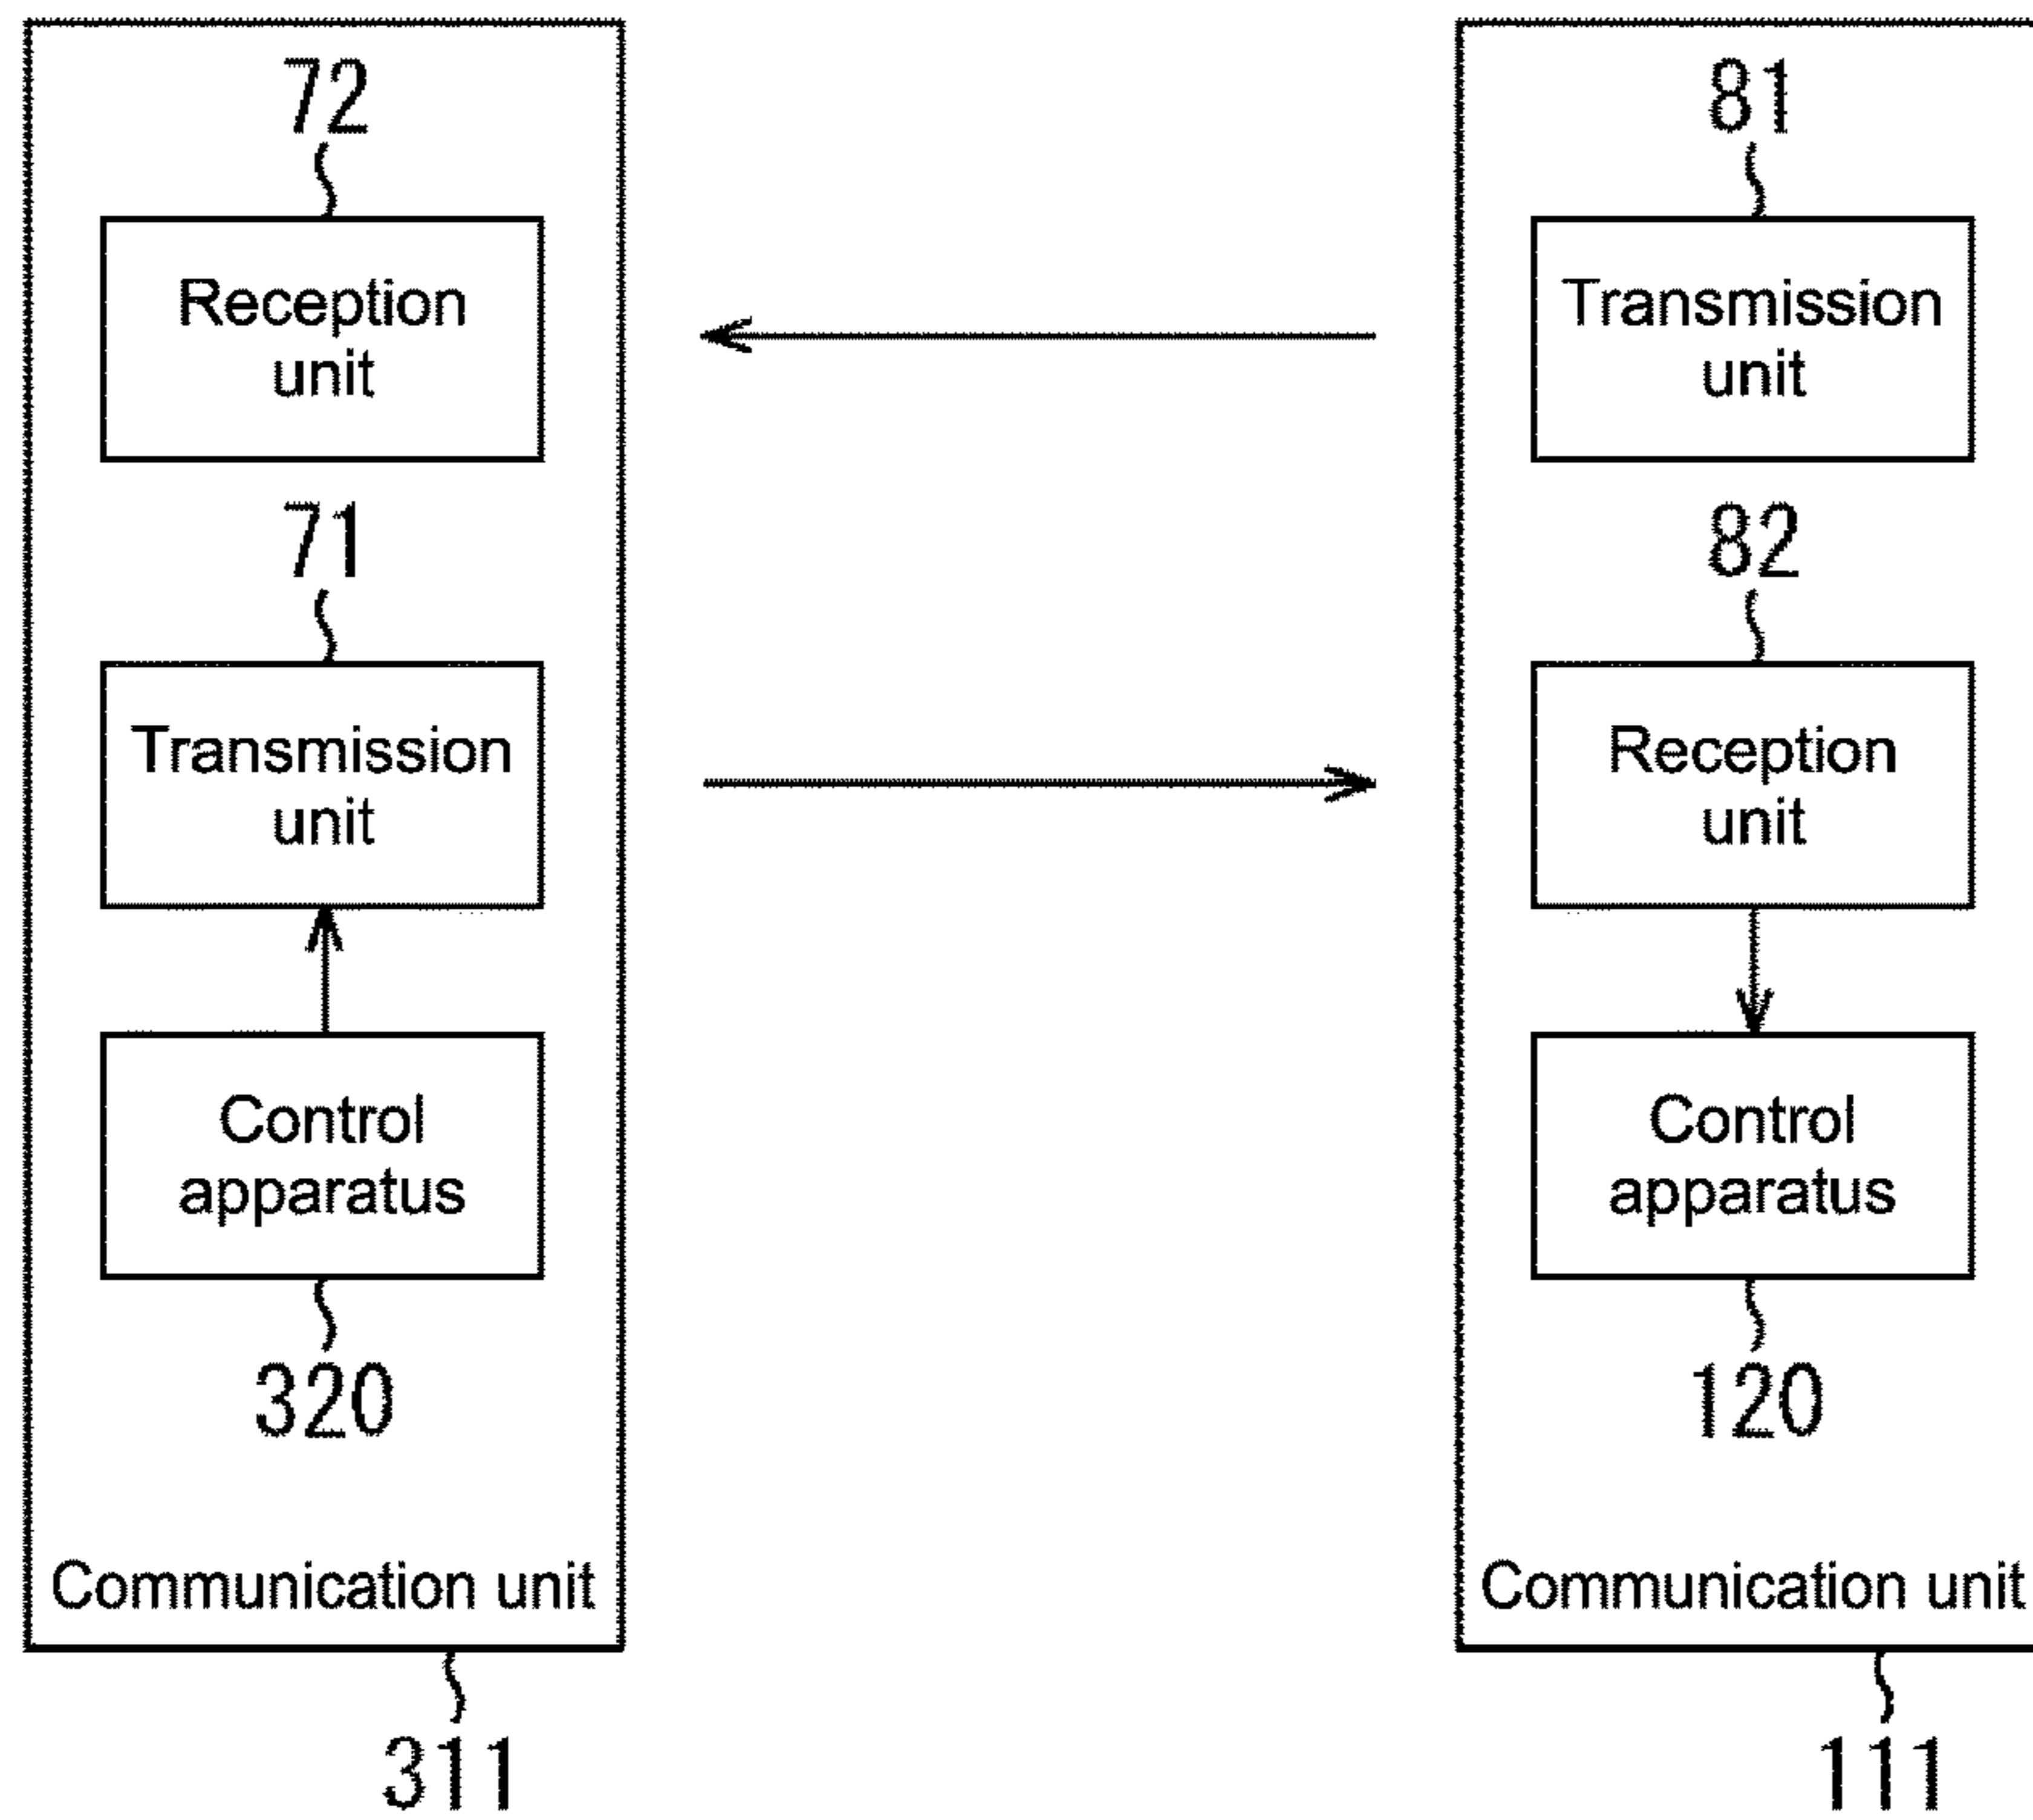 72
Reception
unit
71
Transmission
unit
Control
apparatus
320
Communication unit
311
81
Transmission
unit
82
Reception
unit
Control
apparatus
120
Communication unit
111